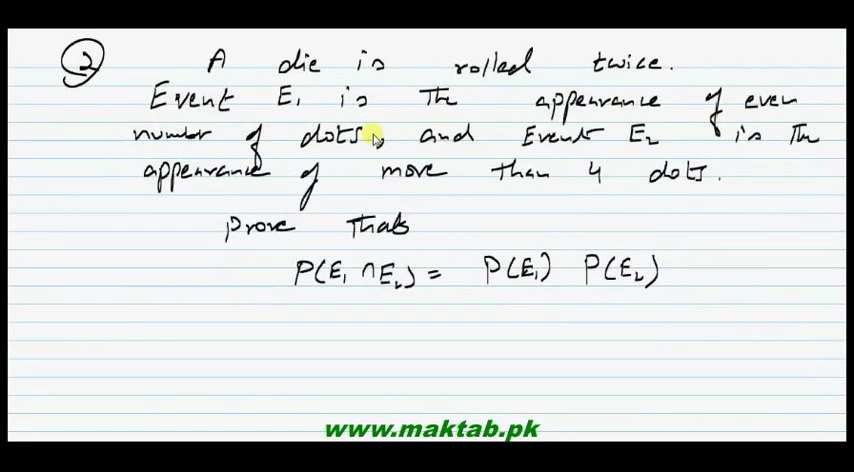 2 A die is rolled twice.
Event E₁ is The appearance of even
number of dots, and Event E₂ is The
appearance of more than 4 dots.
Prove That
P(E₁ ∩ E₂) = P(E₁) P(E₂)
www.maktab.pk